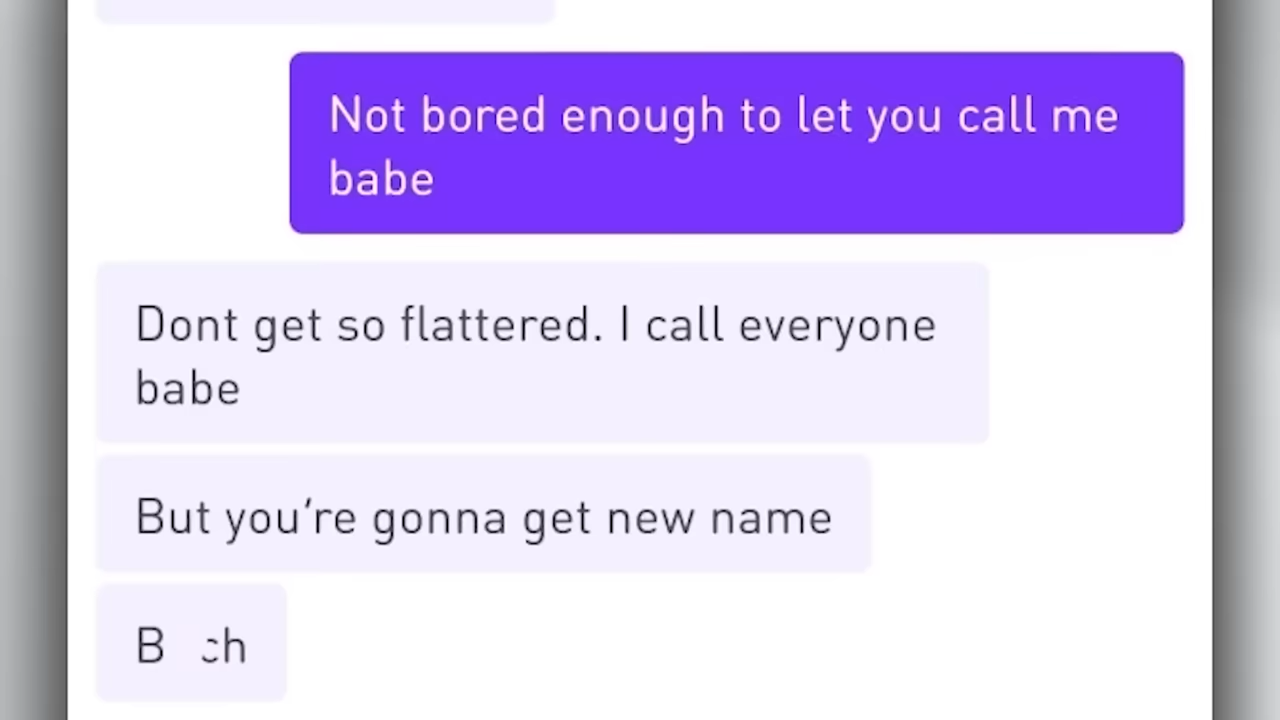 Not bored enough to let you call me
babe
Dont get so flattered. I call everyone
babe
But you're gonna get new name
B ch